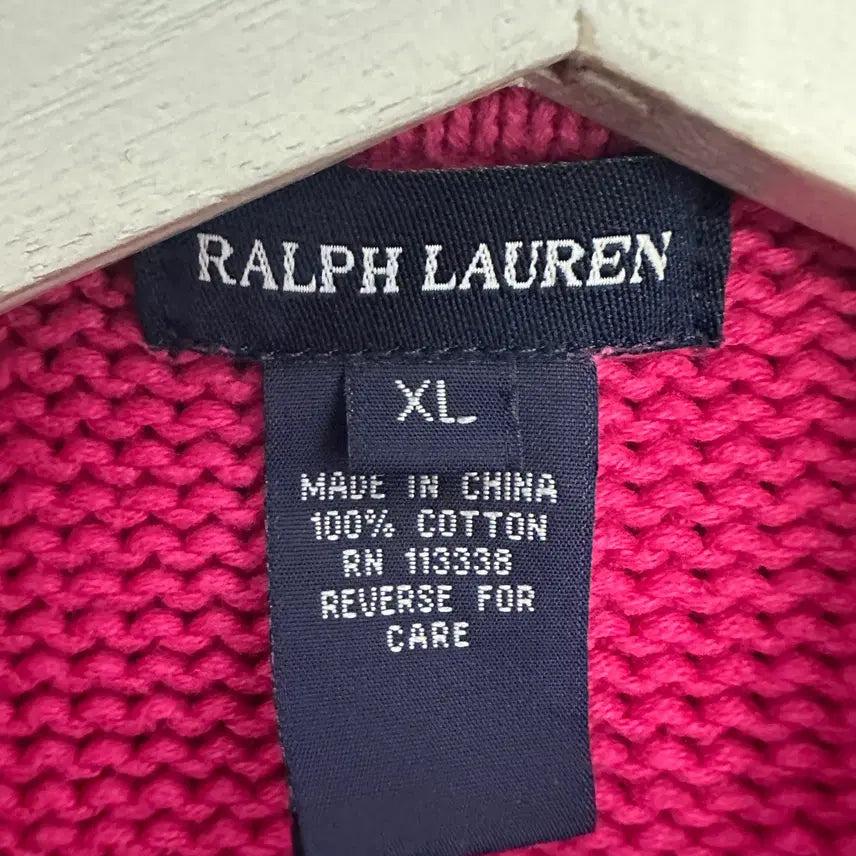 RALPH LAUREN
XL
MADE IN CHINA
100% COTTON
RN 113338
REVERSE FOR
CARE